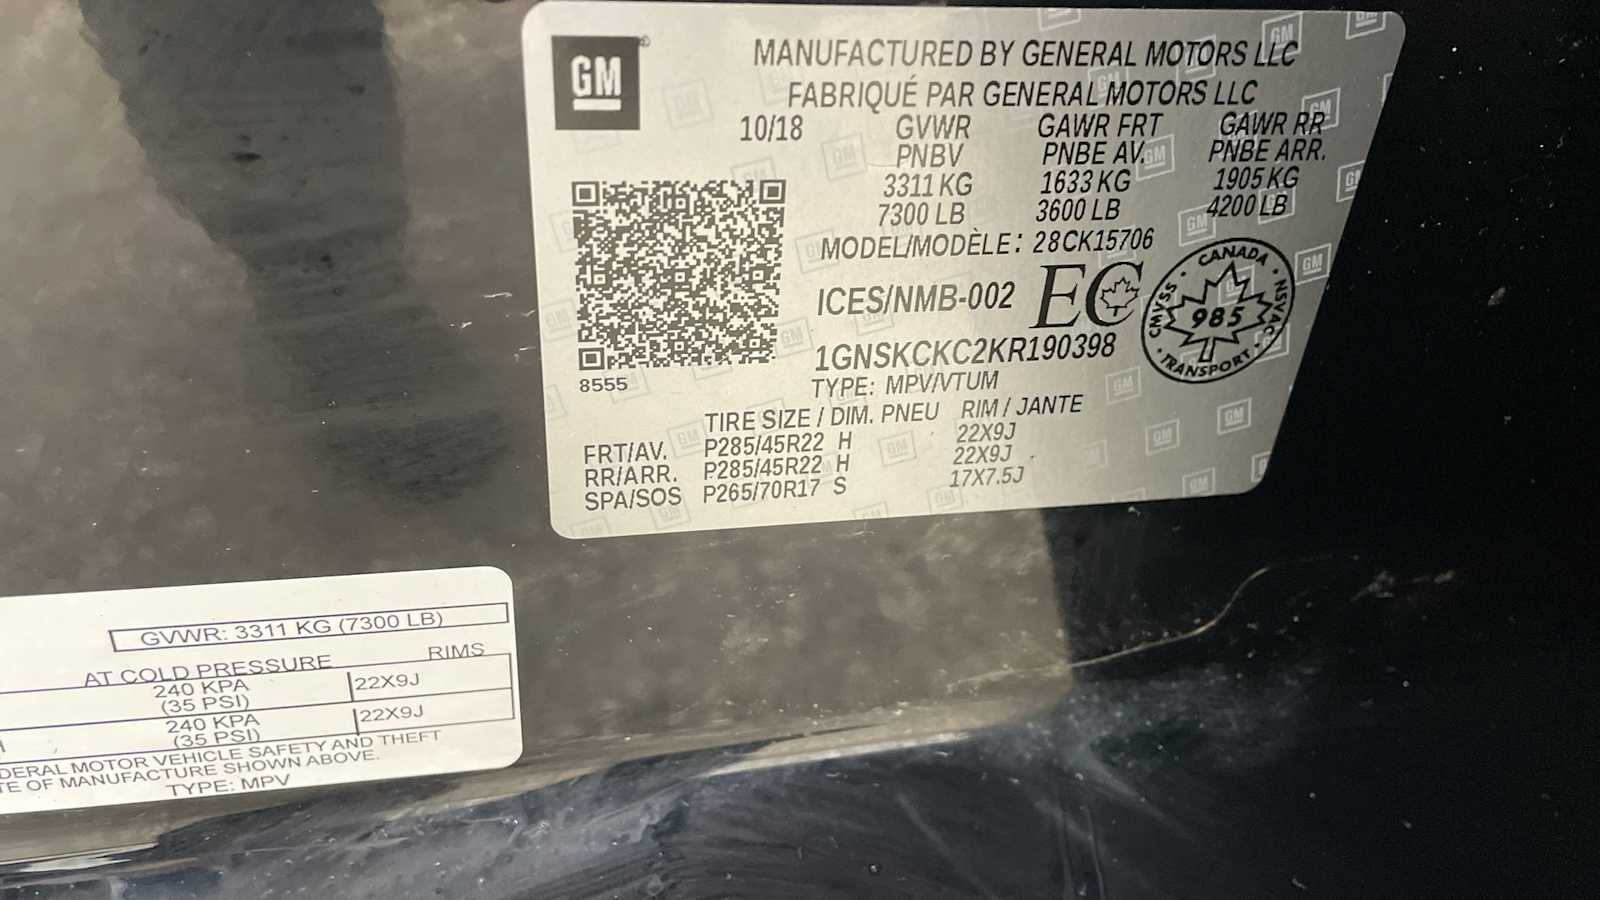 GM
MANUFACTURED BY GENERAL MOTORS LLC
FABRIQUÉ PAR GENERAL MOTORS LLC
10/18 GVWR GAWR FRT GAWR RR
PNBV PNBE AV. PNBE ARR.
3311 KG 1633 KG 1905 KG
7300 LB 3600 LB 4200 LB
MODEL/MODÈLE: 28CK15706
ICES/NMB-002 EC
CANADA
CMVSS 985 NSVAC
TRANSPORT
1GNSKCKC2KR190398
8555
TYPE: MPV/VTUM
TIRE SIZE / DIM. PNEU RIM / JANTE
FRT/AV. P285/45R22 H 22X9J
RR/ARR. P285/45R22 H 22X9J
SPA/SOS P265/70R17 S 17X7.5J
GVWR: 3311 KG (7300 LB)
AT COLD PRESSURE RIMS
240 KPA 22X9J
(35 PSI)
240 KPA 22X9J
(35 PSI)
DERAL MOTOR VEHICLE SAFETY AND THEFT
TE OF MANUFACTURE SHOWN ABOVE.
TYPE: MPV